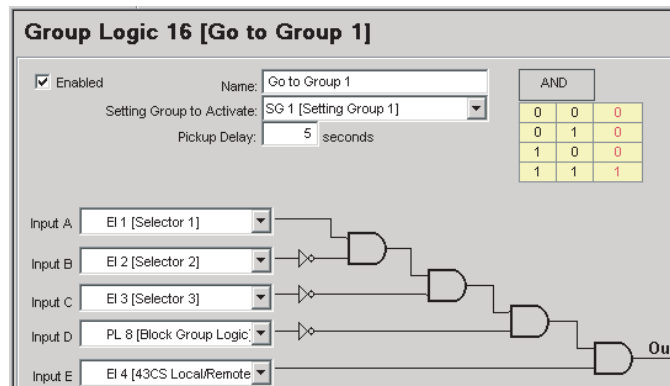 Group Logic 16 [Go to Group 1]
Enabled
Name: Go to Group 1
Setting Group to Activate: SG 1 [Setting Group 1]
Pickup Delay: 5 seconds
AND
0 0 0
0 1 0
1 0 0
1 1 1
Input A EI 1 [Selector 1]
Input B EI 2 [Selector 2]
Input C EI 3 [Selector 3]
Input D PL 8 [Block Group Logic]
Ou
Input E EI 4 [43CS Local/Remote